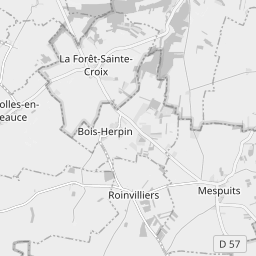 La Forêt-Sainte-
Croix
olles-en-
eauce
Bois-Herpin
Roinvilliers
Mespuits
D 57